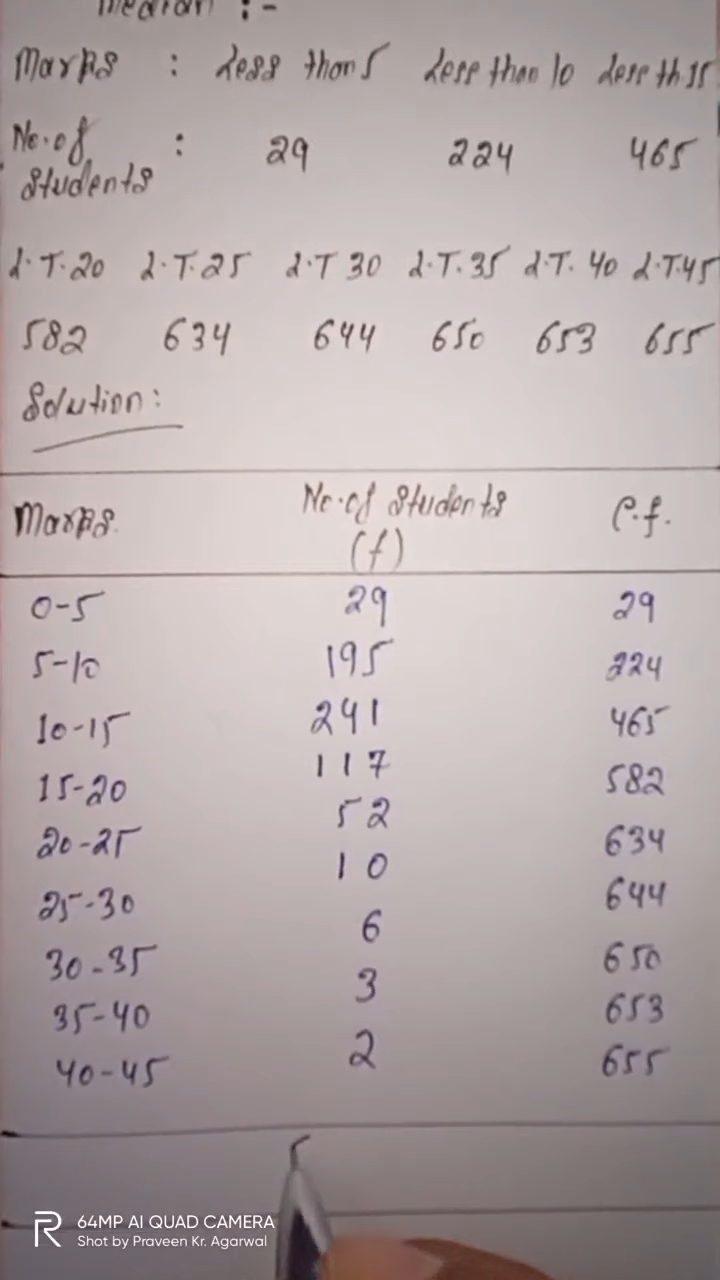 Median :-
Marks : Less than 5 Less than 10 Less th 15
No. of Students : 29 224 465
L.T.20 L.T.25 L.T 30 L.T.35 L.T. 40 L.T.45
582 634 644 650 653 655
Solution:
Marks. No. of Students (f) C.f.
0-5 29 29
5-10 195 224
10-15 241 465
15-20 117 582
20-25 52 634
25-30 10 644
30-35 6 650
35-40 3 653
40-45 2 655
R 64MP AI QUAD CAMERA
Shot by Praveen Kr. Agarwal